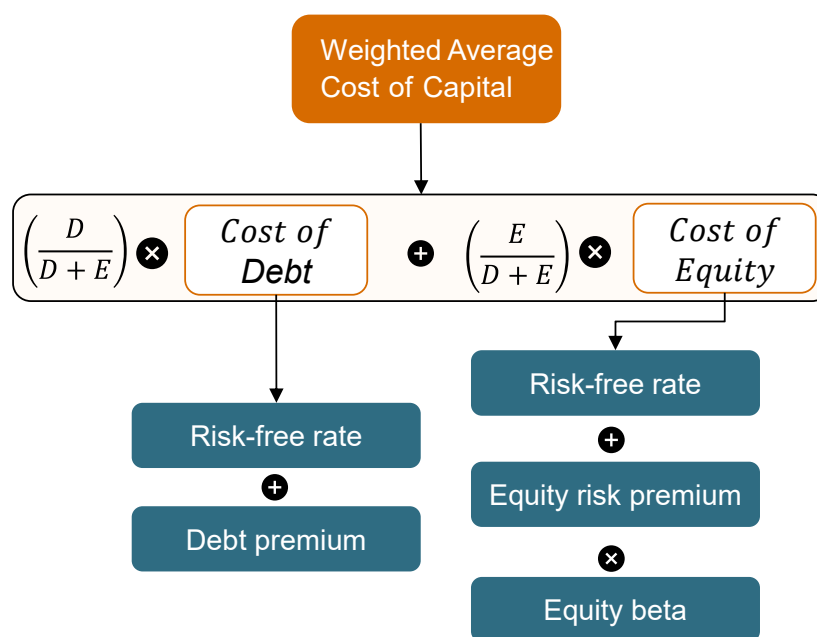 Weighted Average
Cost of Capital
(D / D + E) × Cost of Debt + (E / D + E) × Cost of Equity
Risk-free rate
+
Debt premium
Risk-free rate
+
Equity risk premium
×
Equity beta